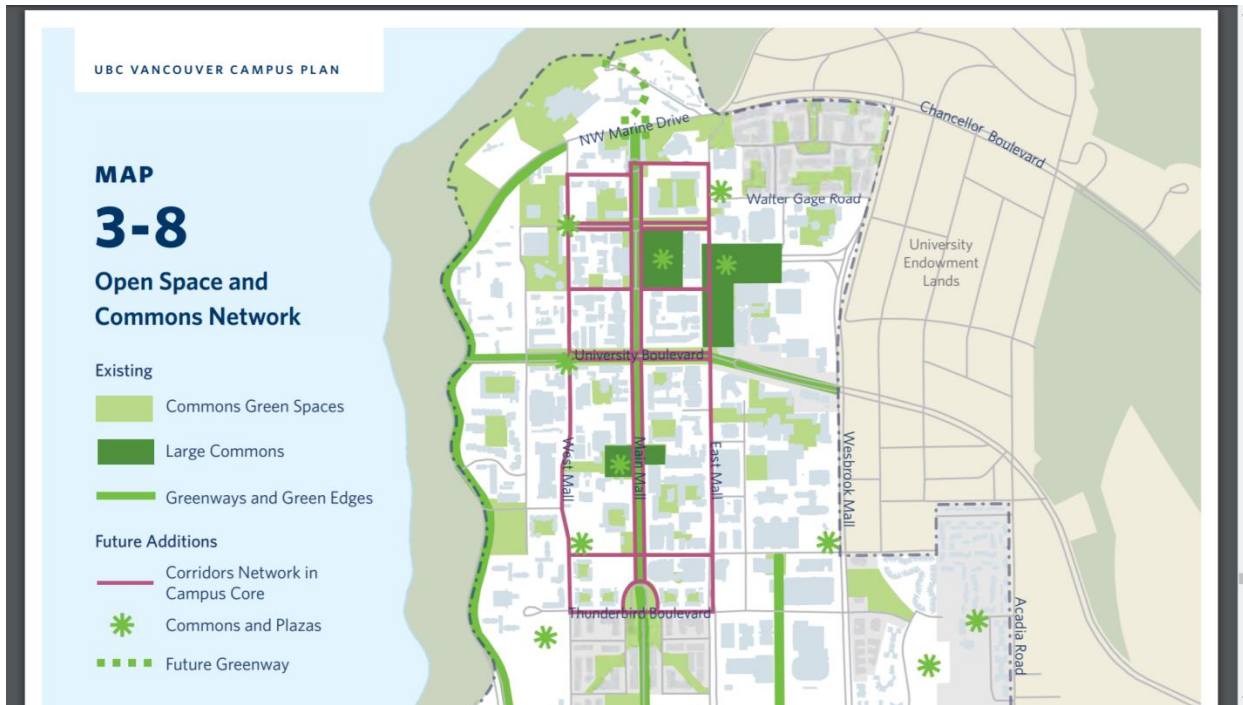 UBC VANCOUVER CAMPUS PLAN
MAP
3-8
Open Space and
Commons Network
Existing
Commons Green Spaces
Large Commons
Greenways and Green Edges
Future Additions
Corridors Network in
Campus Core
Commons and Plazas
Future Greenway
NW Marine Drive
Chancellor Boulevard
Walter Gage Road
University
Endowment
Lands
University Boulevard
West Mall
Main Mall
East Mall
Wesbrook Mall
Thunderbird Boulevard
Acadia Road